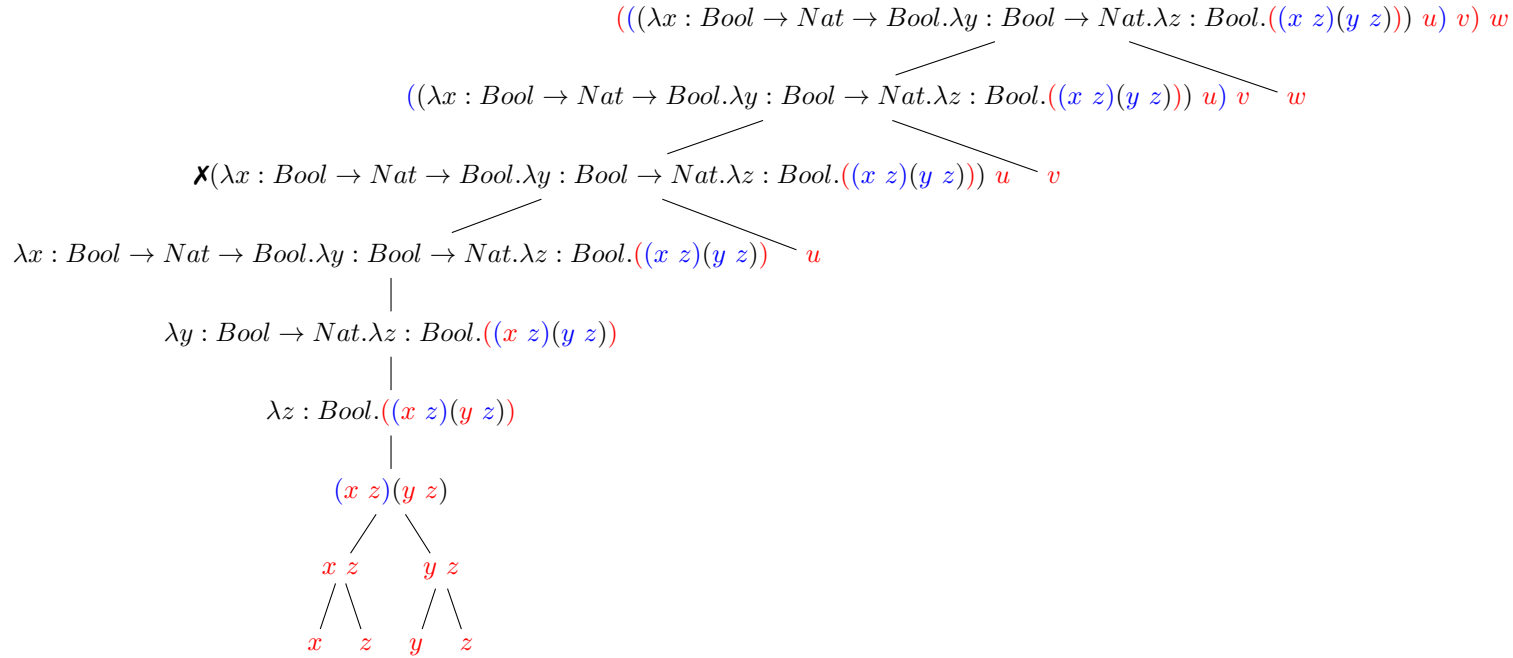 (((λx : Bool → Nat → Bool.λy : Bool → Nat.λz : Bool.((x z)(y z))) u) v) w
((λx : Bool → Nat → Bool.λy : Bool → Nat.λz : Bool.((x z)(y z))) u) v w
✗(λx : Bool → Nat → Bool.λy : Bool → Nat.λz : Bool.((x z)(y z))) u v
λx : Bool → Nat → Bool.λy : Bool → Nat.λz : Bool.((x z)(y z)) u
λy : Bool → Nat.λz : Bool.((x z)(y z))
λz : Bool.((x z)(y z))
(x z)(y z)
x z y z
x z y z